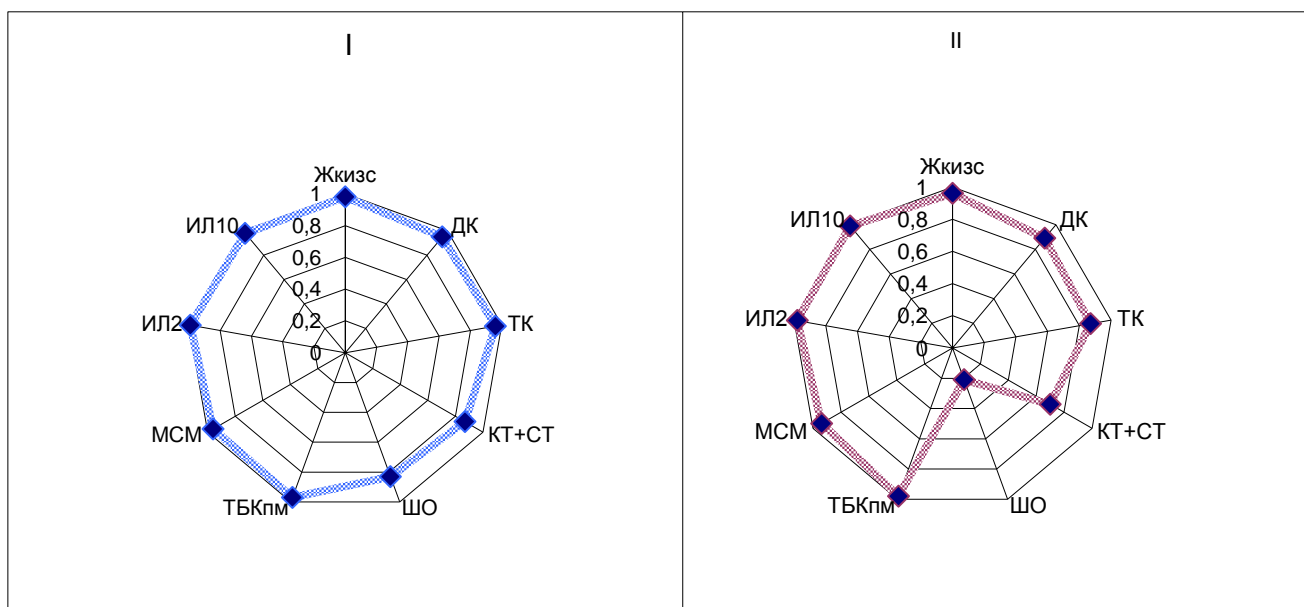 I
Жкизс
1
0,8
0,6
0,4
0,2
0
ДК
ТК
КТ+СТ
ШО
ТБКпм
МСМ
ИЛ2
ИЛ10
II
Жкизс
1
0,8
0,6
0,4
0,2
0
ДК
ТК
КТ+СТ
ШО
ТБКпм
МСМ
ИЛ2
ИЛ10